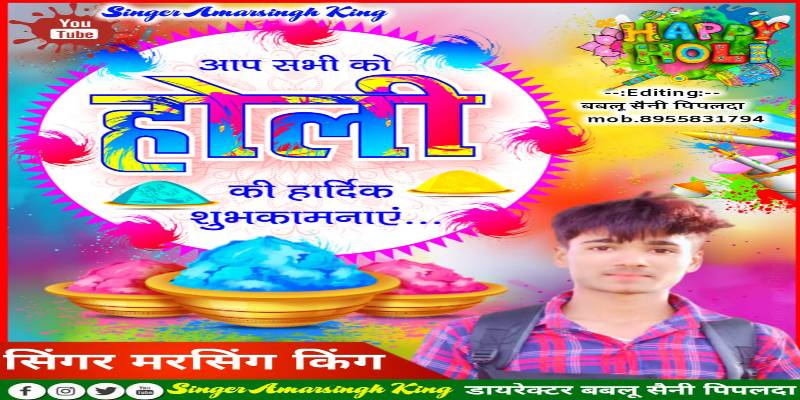 Singer Amarsingh King
You
Tube
HAPPY
HOLI
--:Editing:--
बबलू सैनी पिपलदा
mob.8955831794
आप सभी को
होली
की हार्दिक
शुभकामनाएं...
सिंगर मरसिंग किंग
You
Tube
Singer Amarsingh King
डायरेक्टर बबलू सैनी पिपलदा